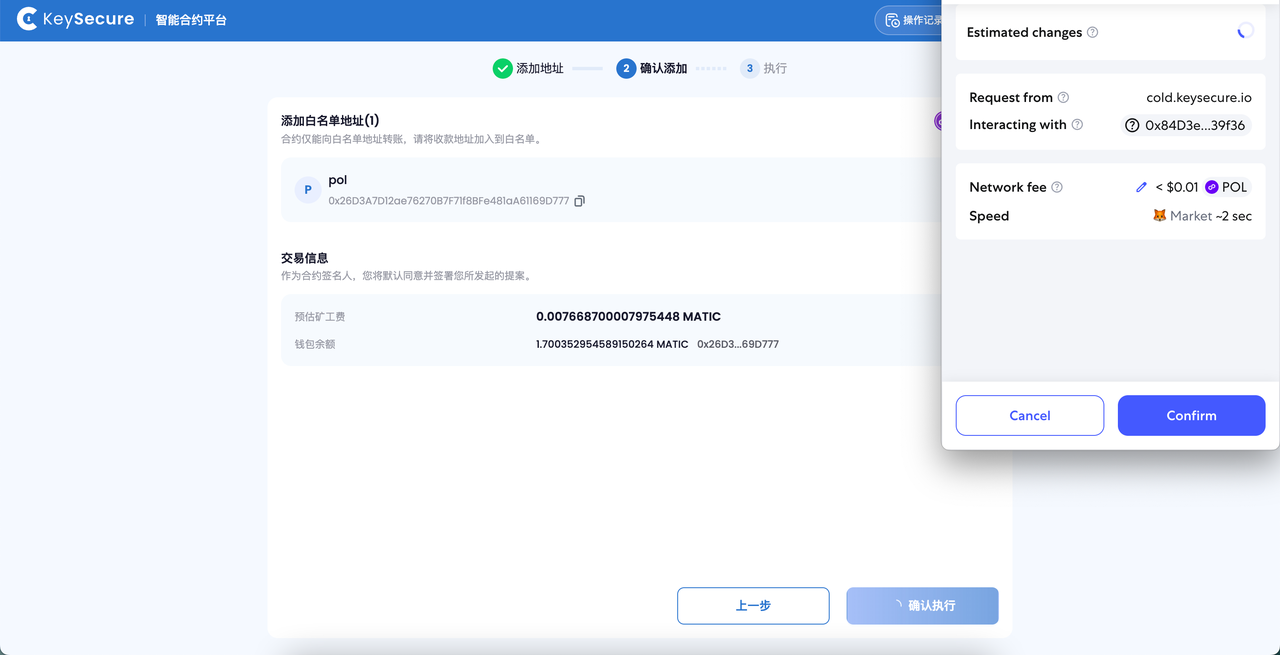 KeySecure
智能合约平台
操作记录
添加地址
2 确认添加
3 执行
添加白名单地址(1)
合约仅能向白名单地址转账，请将收款地址加入到白名单。
P
pol
0x26D3A7D12ae76270B7F71f8BFe481aA61169D777
交易信息
作为合约签名人，您将默认同意并签署您所发起的提案。
预估矿工费 0.007668700007975448 MATIC
钱包余额 1.700352954589150264 MATIC 0x26D3...69D777
上一步
确认执行
Estimated changes
Request from cold.keysecure.io
Interacting with 0x84D3e...39f36
Network fee < $0.01 POL
Speed Market ~2 sec
Cancel
Confirm